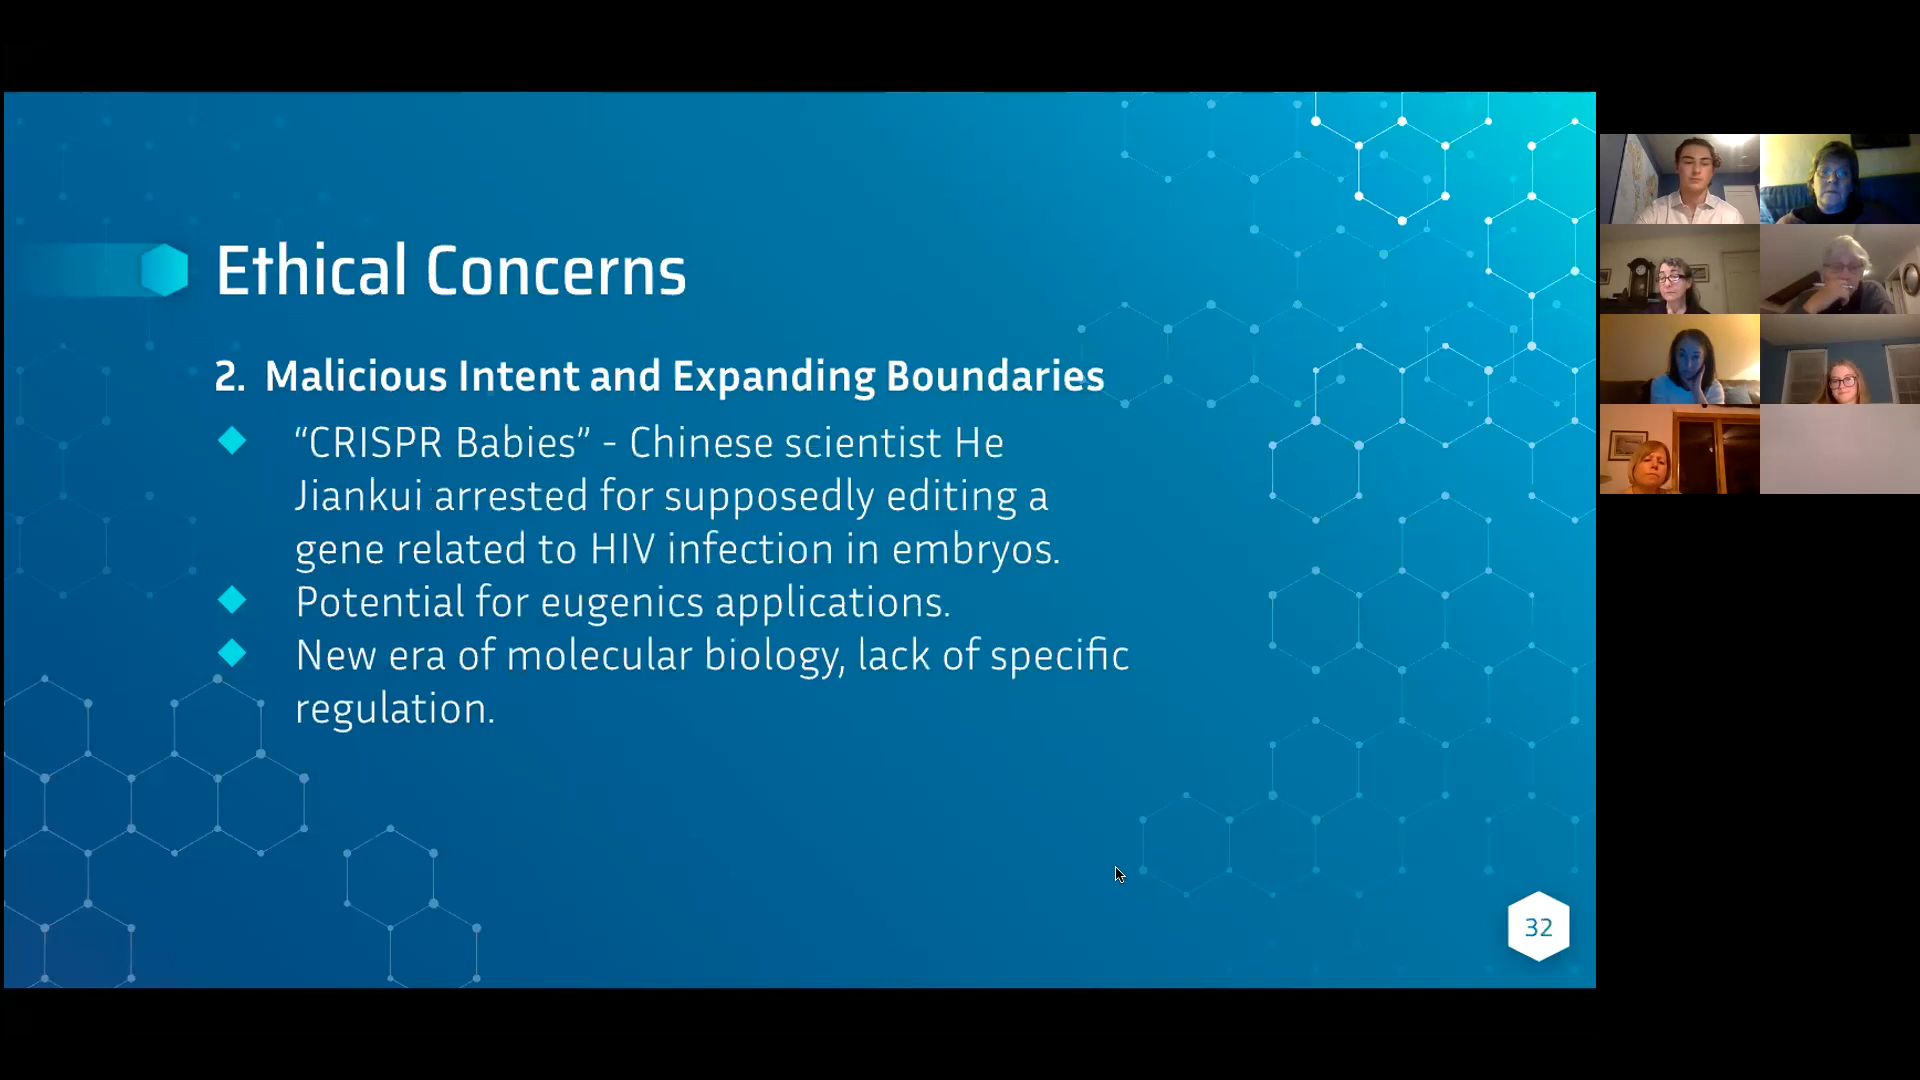 Ethical Concerns
2. Malicious Intent and Expanding Boundaries
“CRISPR Babies” - Chinese scientist He
Jiankui arrested for supposedly editing a
gene related to HIV infection in embryos.
Potential for eugenics applications.
New era of molecular biology, lack of specific
regulation.
32